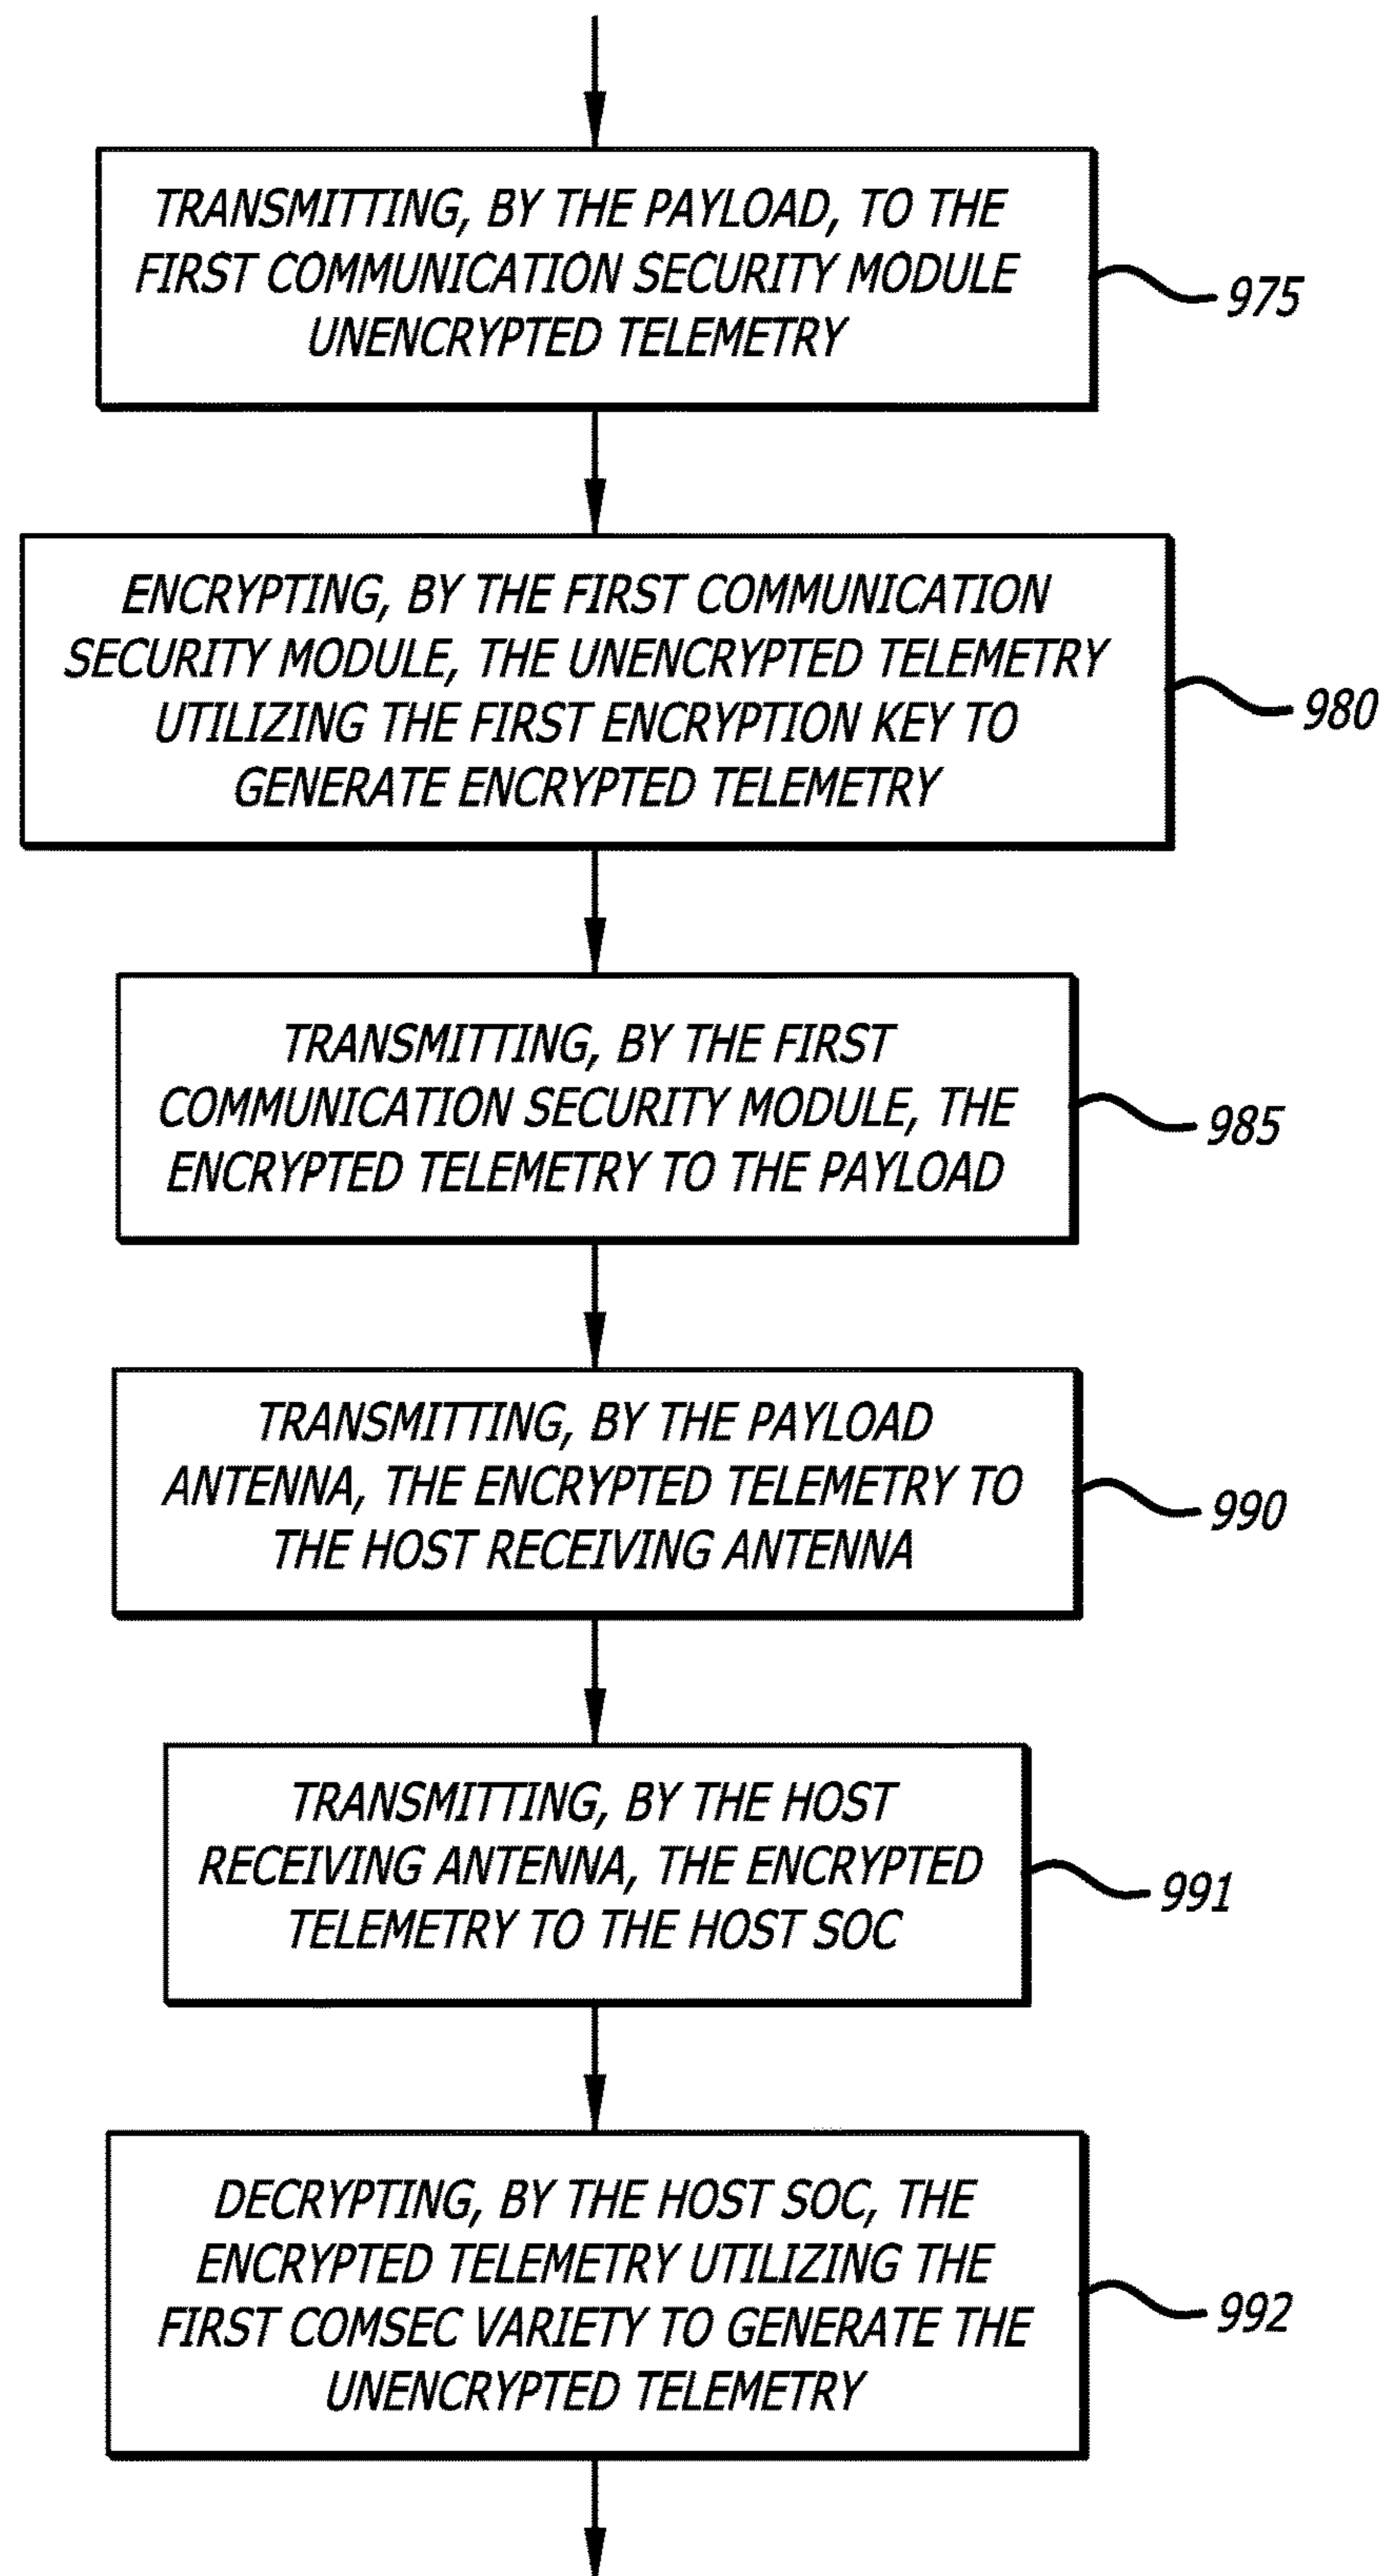 TRANSMITTING, BY THE PAYLOAD, TO THE
FIRST COMMUNICATION SECURITY MODULE
UNENCRYPTED TELEMETRY
975
ENCRYPTING, BY THE FIRST COMMUNICATION
SECURITY MODULE, THE UNENCRYPTED TELEMETRY
UTILIZING THE FIRST ENCRYPTION KEY TO
GENERATE ENCRYPTED TELEMETRY
980
TRANSMITTING, BY THE FIRST
COMMUNICATION SECURITY MODULE, THE
ENCRYPTED TELEMETRY TO THE PAYLOAD
985
TRANSMITTING, BY THE PAYLOAD
ANTENNA, THE ENCRYPTED TELEMETRY TO
THE HOST RECEIVING ANTENNA
990
TRANSMITTING, BY THE HOST
RECEIVING ANTENNA, THE ENCRYPTED
TELEMETRY TO THE HOST SOC
991
DECRYPTING, BY THE HOST SOC, THE
ENCRYPTED TELEMETRY UTILIZING THE
FIRST COMSEC VARIETY TO GENERATE THE
UNENCRYPTED TELEMETRY
992